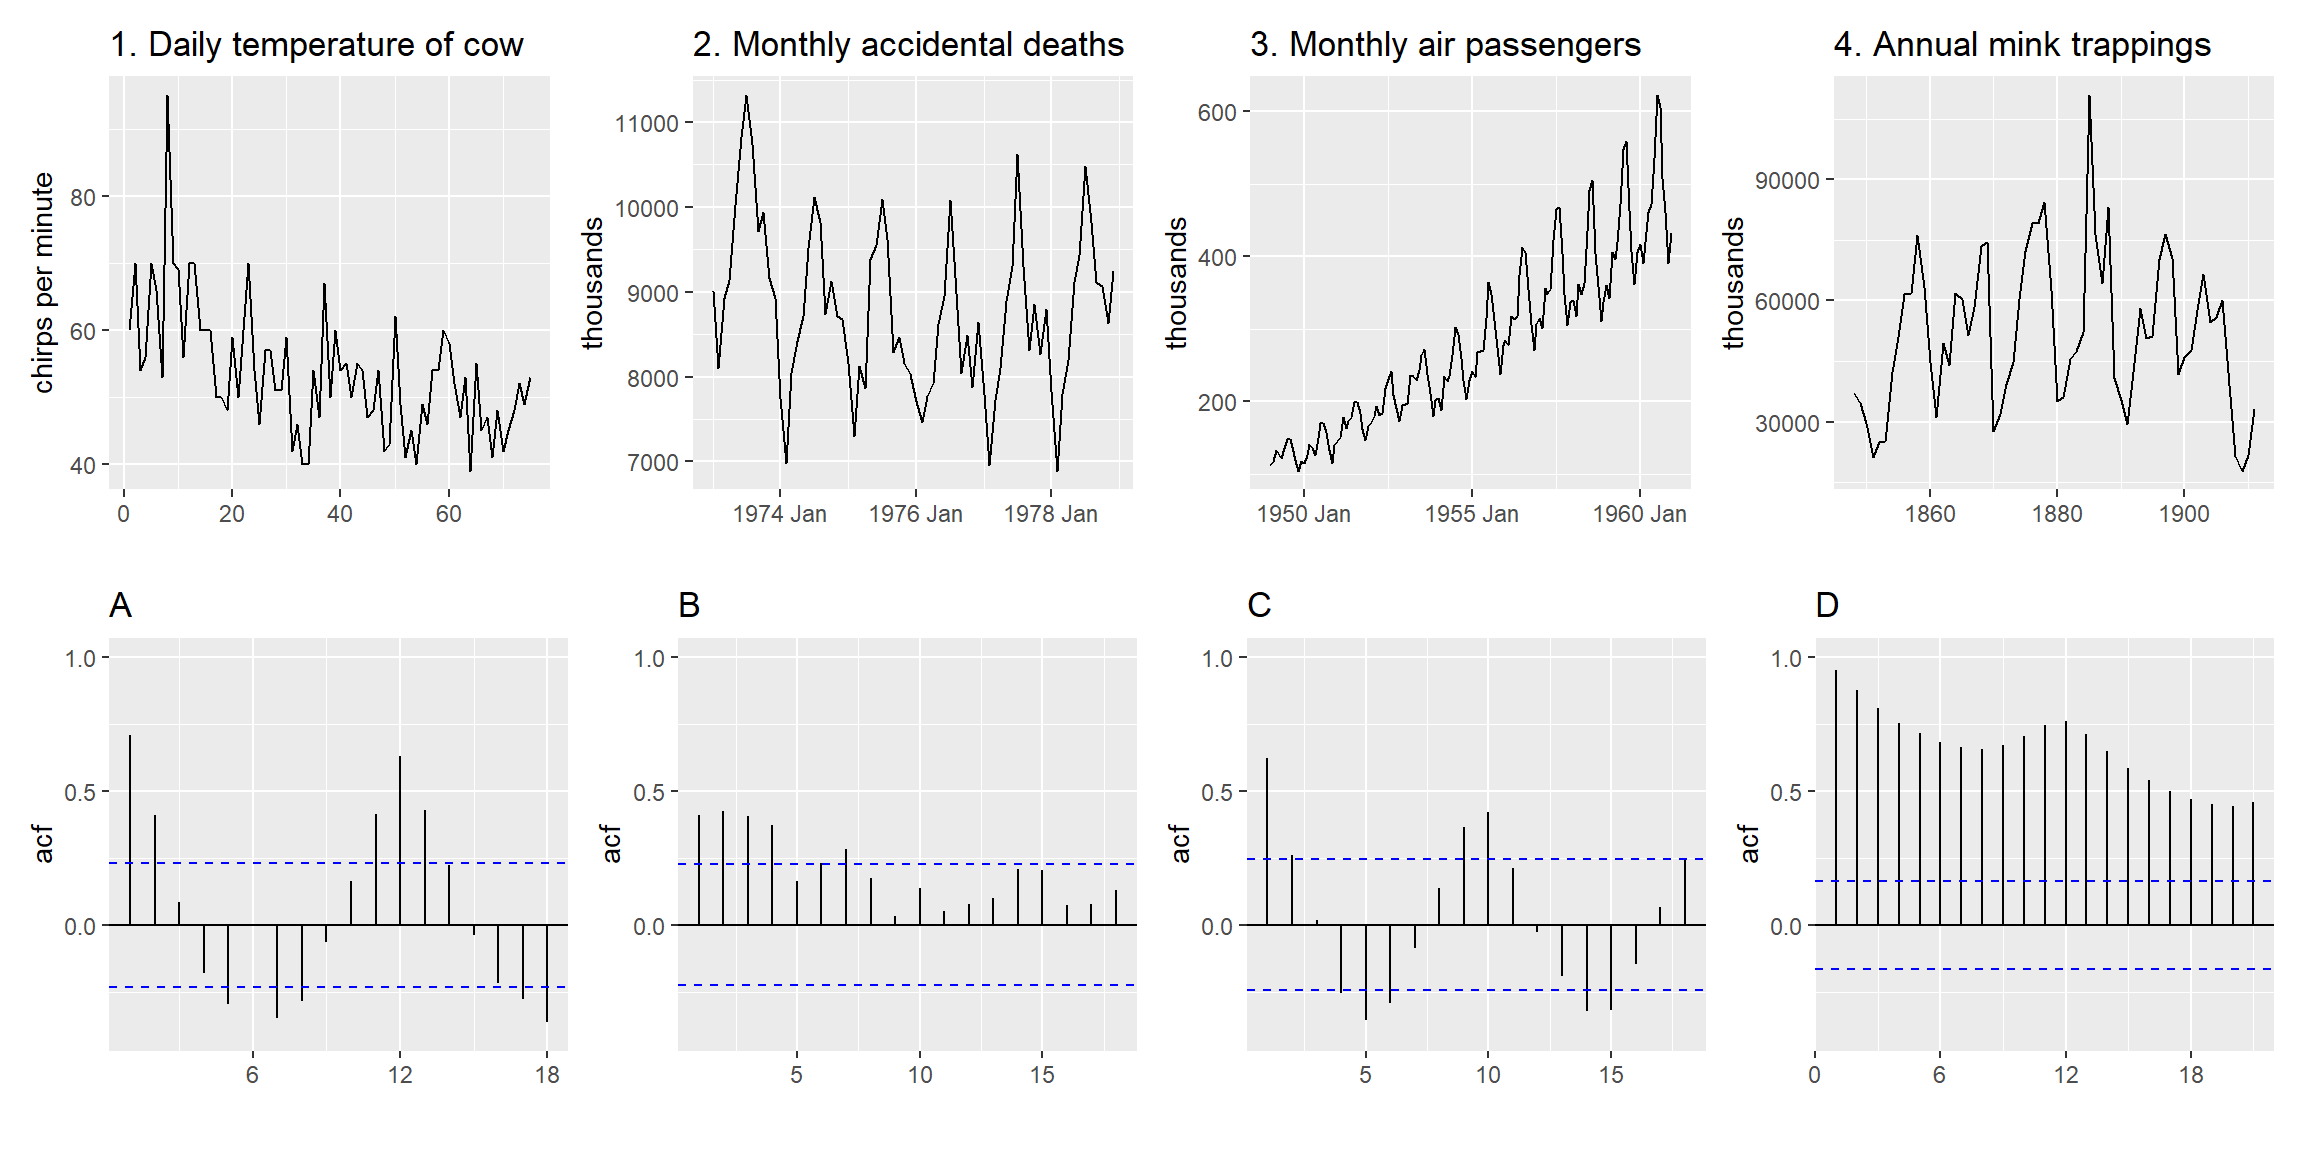 1. Daily temperature of cow
2. Monthly accidental deaths
3. Monthly air passengers
4. Annual mink trappings
chirps per minute
80
60
40
0 20 40 60
thousands
11000
10000
9000
8000
7000
1974 Jan 1976 Jan 1978 Jan
thousands
600
400
200
1950 Jan 1955 Jan 1960 Jan
thousands
90000
60000
30000
1860 1880 1900
A
acf
1.0
0.5
0.0
6 12 18
B
acf
1.0
0.5
0.0
5 10 15
C
acf
1.0
0.5
0.0
5 10 15
D
acf
1.0
0.5
0.0
0 6 12 18